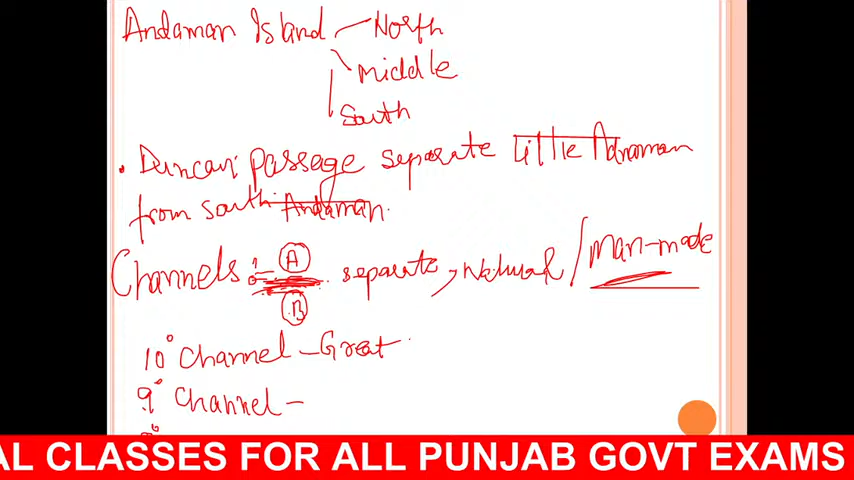 Andaman Island North
Middle
South
. Duncan passage separate Little Adnaman
from south Andaman.
Channels :- A separate, Natural / Man-made
B
10° Channel - Great
9° Channel -
AL CLASSES FOR ALL PUNJAB GOVT EXAMS